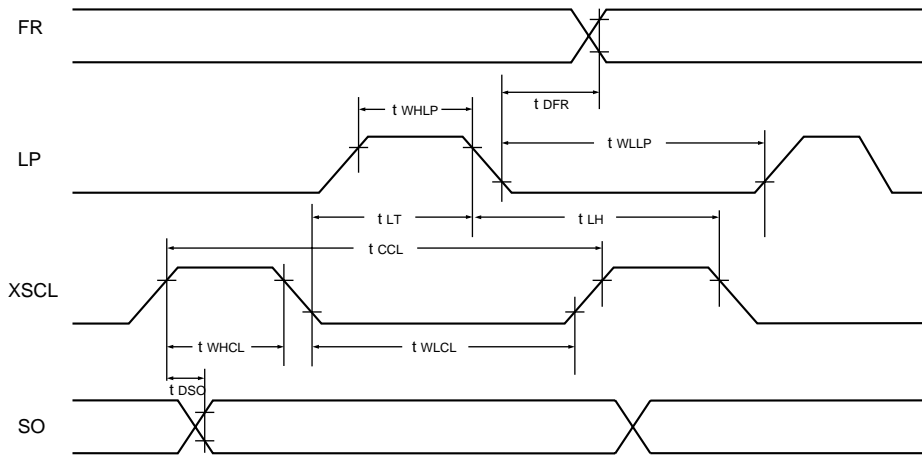 FR
t DFR
t WHLP
LP
t WLLP
t LT
t LH
t CCL
XSCL
t WHCL
t WLCL
t DSO
SO